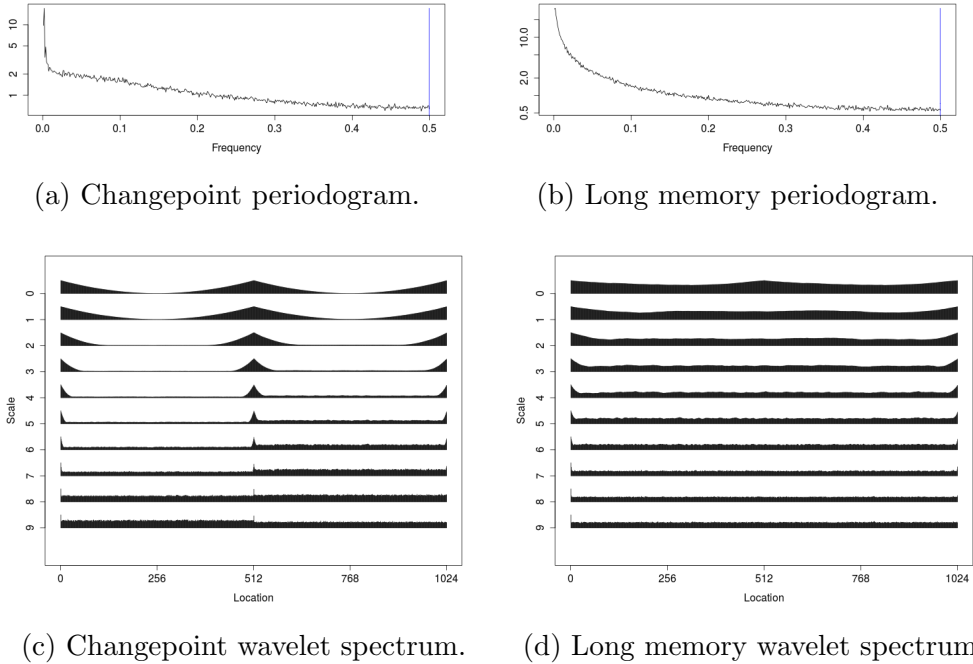 10
5
2
1
0.0 0.1 0.2 0.3 0.4 0.5
Frequency
10.0
2.0
0.5
0.0 0.1 0.2 0.3 0.4 0.5
Frequency
(a) Changepoint periodogram.
(b) Long memory periodogram.
Scale
0
1
2
3
4
5
6
7
8
9
0 256 512 768 1024
Location
Scale
0
1
2
3
4
5
6
7
8
9
0 256 512 768 1024
Location
(c) Changepoint wavelet spectrum.
(d) Long memory wavelet spectrum